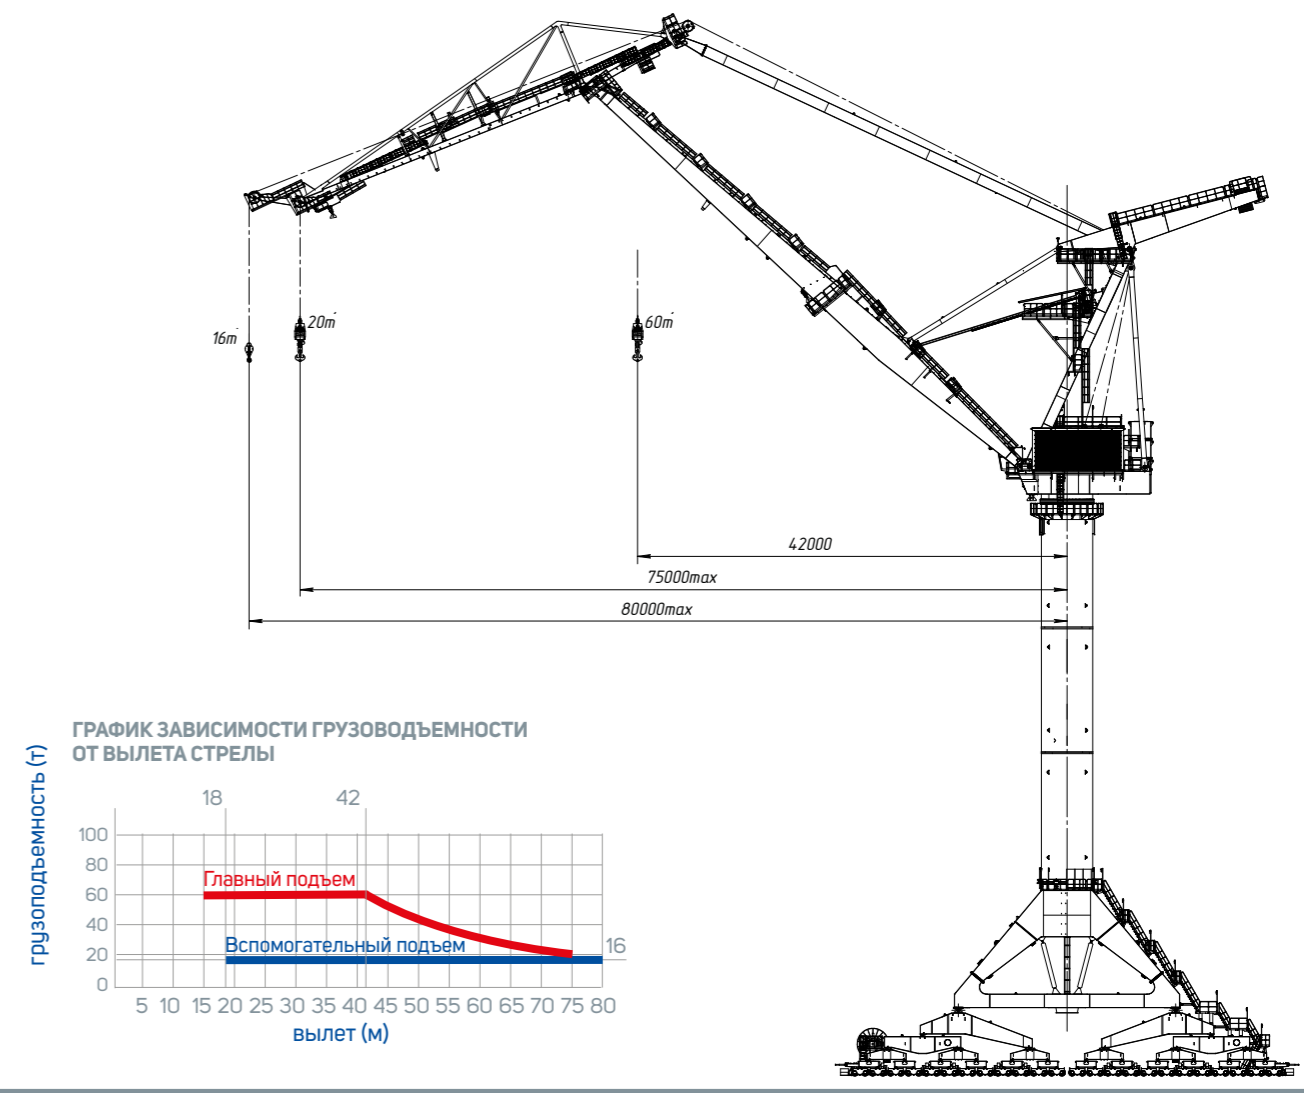 16т
20т
60т
42000
75000max
80000max
ГРАФИК ЗАВИСИМОСТИ ГРУЗОВОДЪЕМНОСТИ
ОТ ВЫЛЕТА СТРЕЛЫ
грузоподъемность (т)
18 42
100
80
60
40
20
0
Главный подъем
Вспомогательный подъем
16
5 10 15 20 25 30 35 40 45 50 55 60 65 70 75 80
вылет (м)